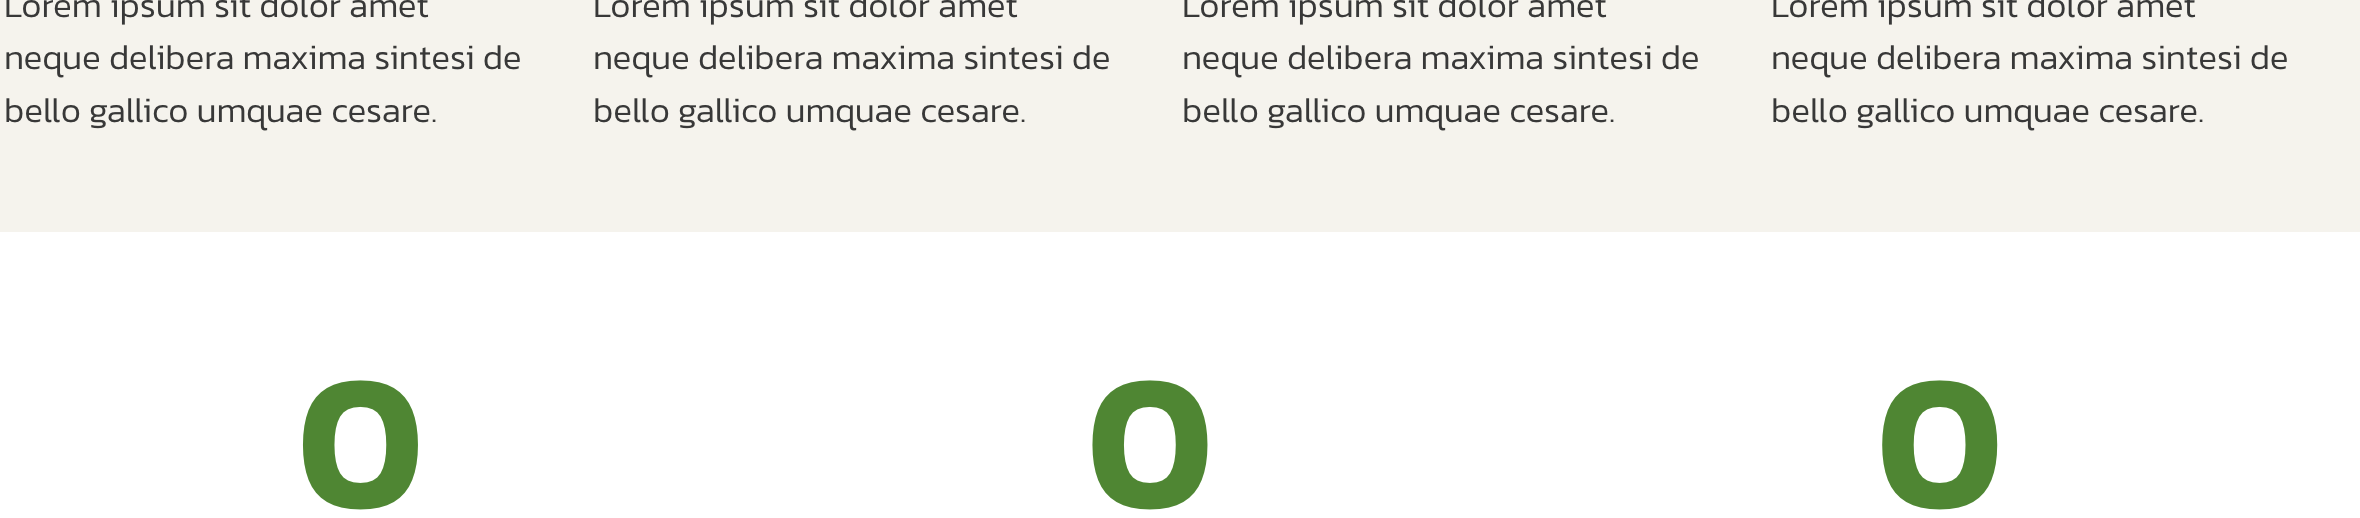 Lorem ipsum sit dolor amet
neque delibera maxima sintesi de
bello gallico umquae cesare.
Lorem ipsum sit dolor amet
neque delibera maxima sintesi de
bello gallico umquae cesare.
Lorem ipsum sit dolor amet
neque delibera maxima sintesi de
bello gallico umquae cesare.
Lorem ipsum sit dolor amet
neque delibera maxima sintesi de
bello gallico umquae cesare.
0
0
0